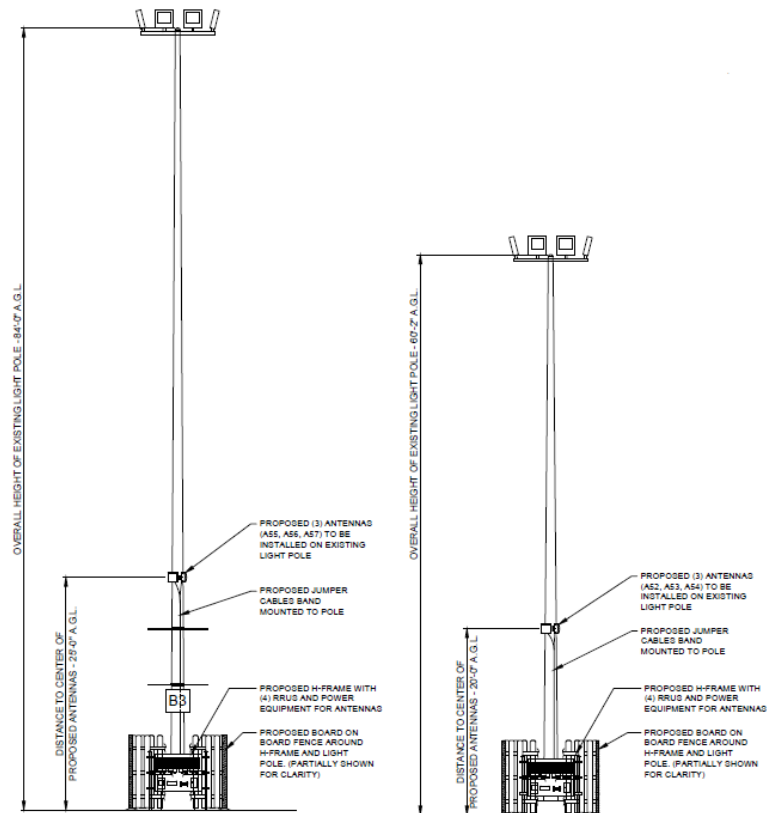 OVERALL HEIGHT OF EXISTING LIGHT POLE - 84'-0" A.G.L.
DISTANCE TO CENTER OF
PROPOSED ANTENNAS - 25'-0" A.G.L.
PROPOSED (3) ANTENNAS
(A55, A56, A57) TO BE
INSTALLED ON EXISTING
LIGHT POLE
PROPOSED JUMPER
CABLES BAND
MOUNTED TO POLE
B3
PROPOSED H-FRAME WITH
(4) RRUS AND POWER
EQUIPMENT FOR ANTENNAS
PROPOSED BOARD ON
BOARD FENCE AROUND
H-FRAME AND LIGHT
POLE. (PARTIALLY SHOWN
FOR CLARITY)
OVERALL HEIGHT OF EXISTING LIGHT POLE - 60'-2" A.G.L.
DISTANCE TO CENTER OF
PROPOSED ANTENNAS - 20'-0" A.G.L.
PROPOSED (3) ANTENNAS
(A52, A53, A54) TO BE
INSTALLED ON EXISTING
LIGHT POLE
PROPOSED JUMPER
CABLES BAND
MOUNTED TO POLE
PROPOSED H-FRAME WITH
(4) RRUS AND POWER
EQUIPMENT FOR ANTENNAS
PROPOSED BOARD ON
BOARD FENCE AROUND
H-FRAME AND LIGHT
POLE. (PARTIALLY SHOWN
FOR CLARITY)